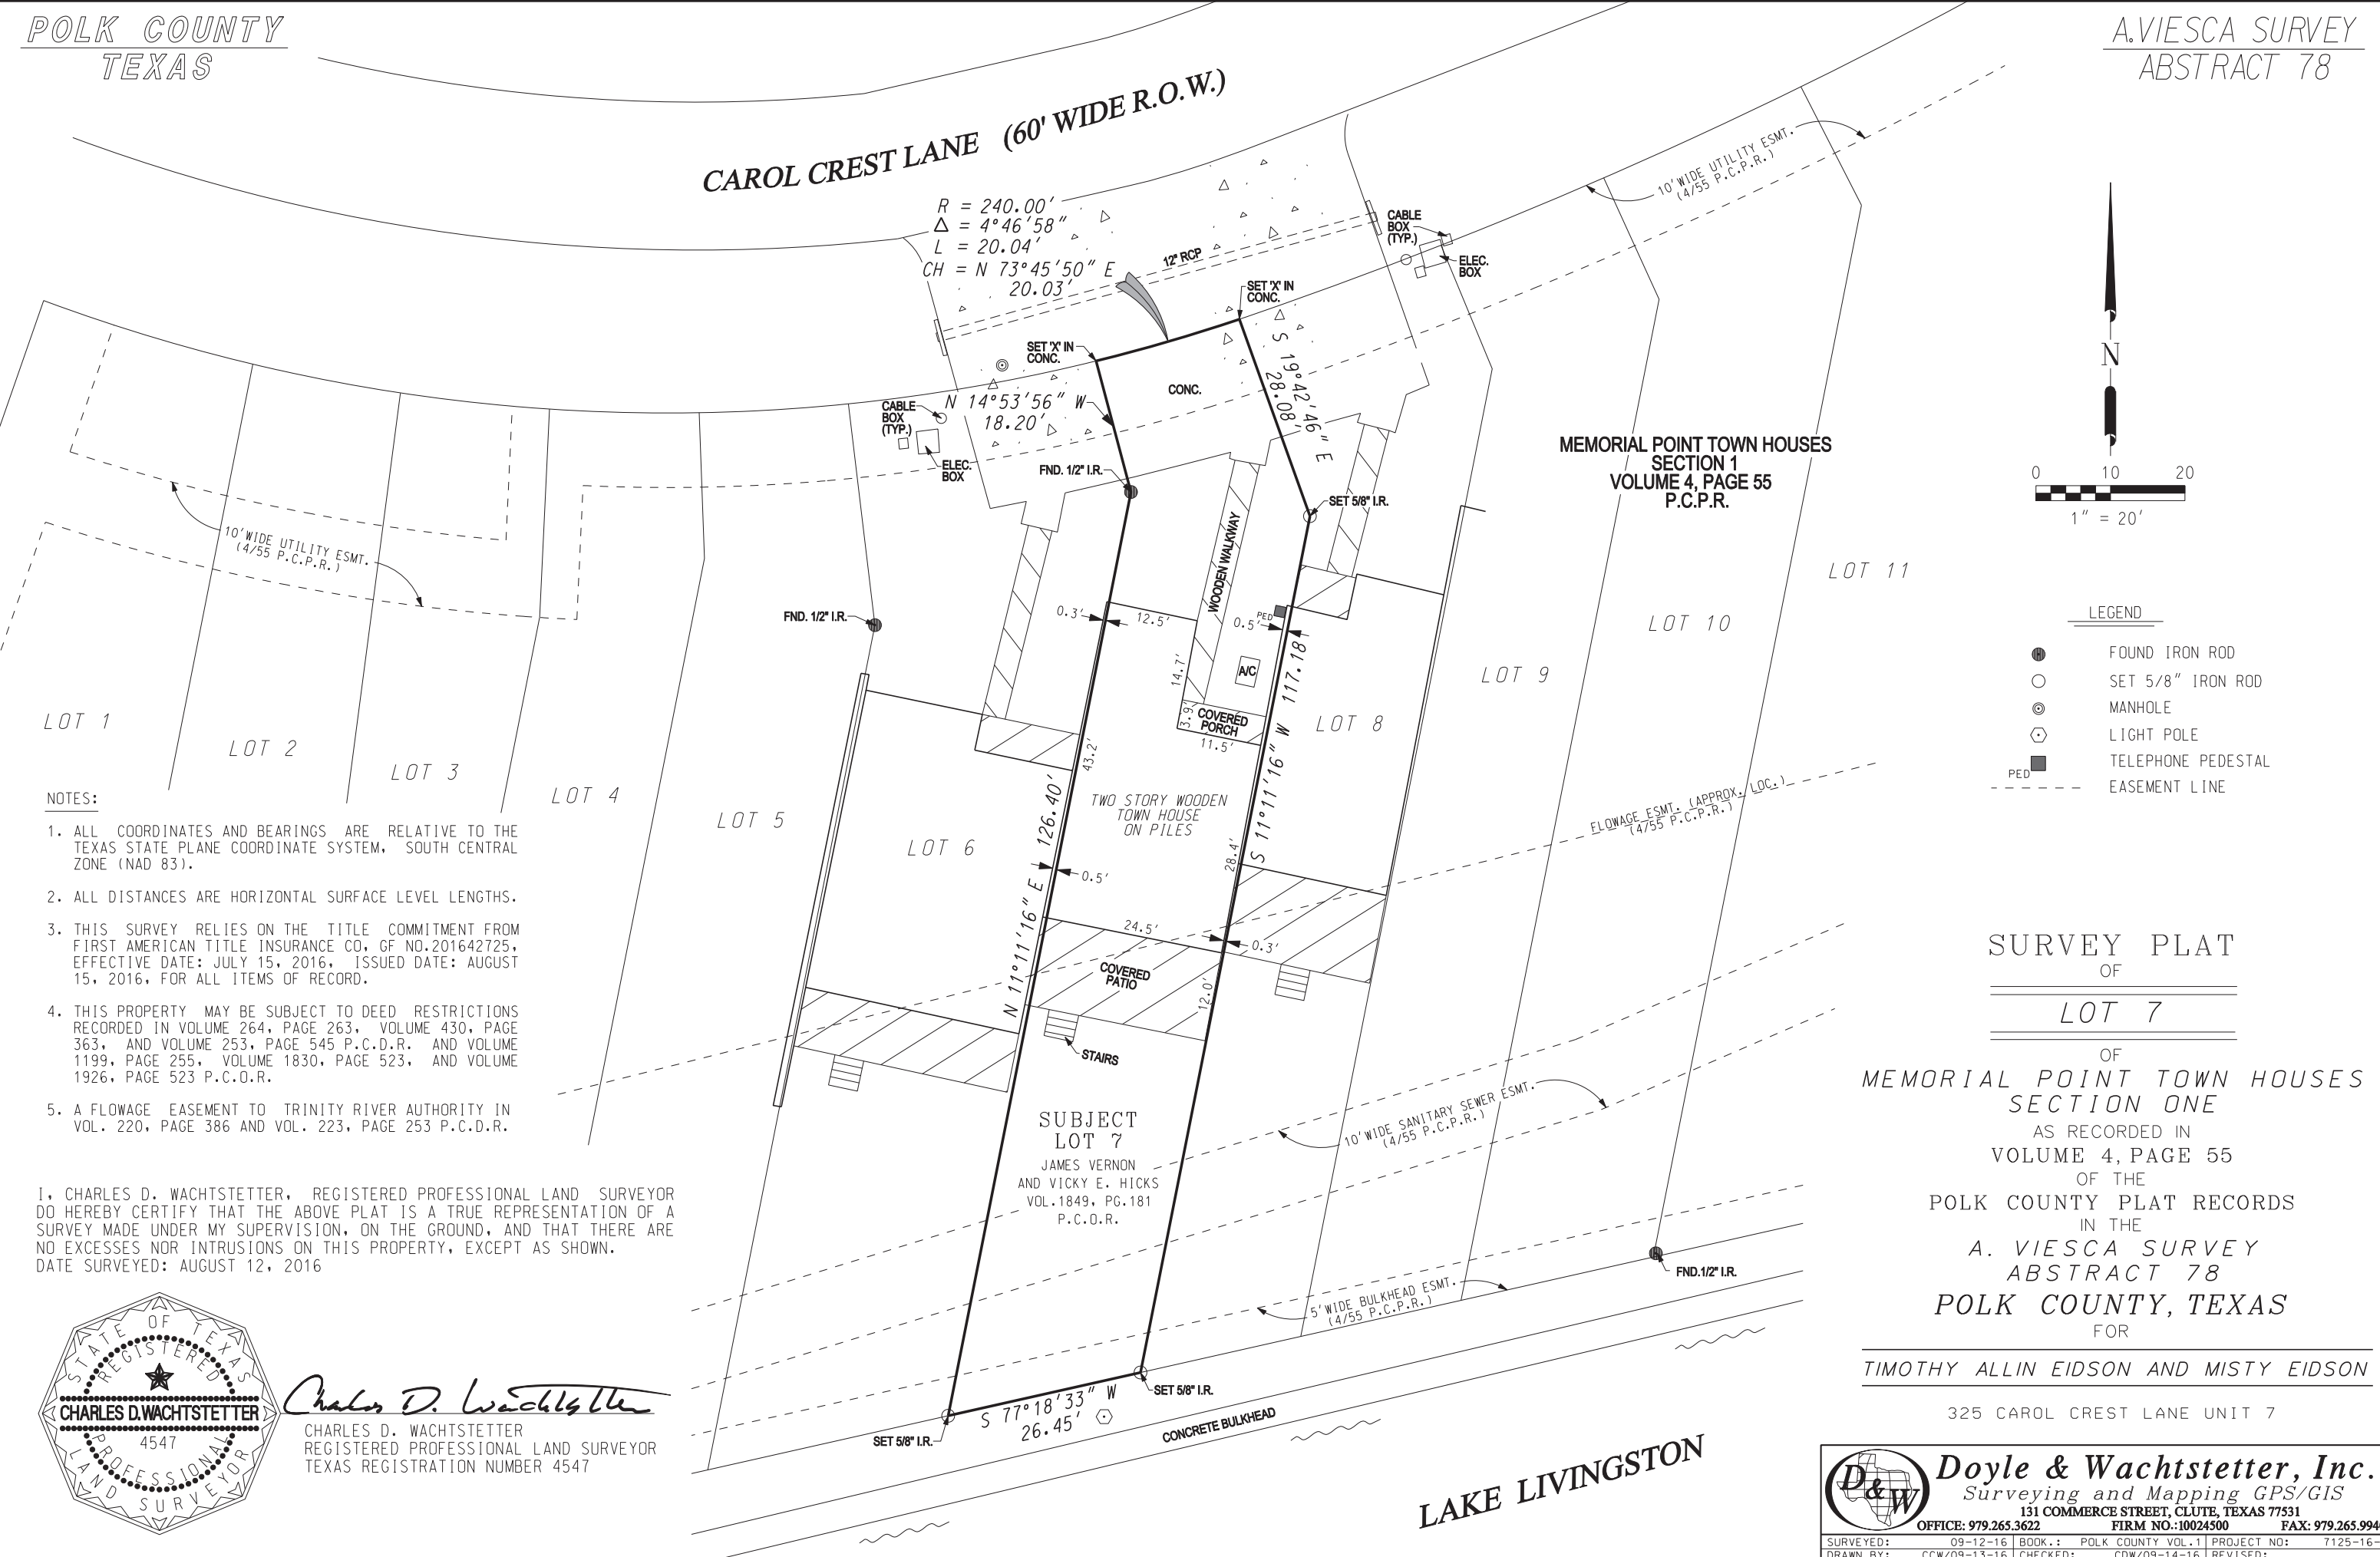 POLK COUNTY
TEXAS
A.VIESCA SURVEY
ABSTRACT 78
CAROL CREST LANE (60' WIDE R.O.W.)
R = 240.00'
Δ = 4°46'58"
L = 20.04'
CH = N 73°45'50" E
20.03'
12" RCP
CABLE
BOX
(TYP.)
ELEC.
BOX
10'WIDE UTILITY ESMT.
(4/55 P.C.P.R.)
SET 'X' IN
CONC.
SET 'X' IN
CONC.
CONC.
S 19°42'46" E
28.08'
N 14°53'56" W
18.20'
CABLE
BOX
(TYP.)
ELEC.
BOX
FND. 1/2" I.R.
SET 5/8" I.R.
MEMORIAL POINT TOWN HOUSES
SECTION 1
VOLUME 4, PAGE 55
P.C.P.R.
N
0 10 20
1" = 20'
10'WIDE UTILITY ESMT.
(4/55 P.C.P.R.)
FND. 1/2" I.R.
WOODEN WALKWAY
0.3'
12.5'
0.5'
PED
14.7'
A/C
3.9'
COVERED
PORCH
11.5'
S 11°11'16" W 117.18'
43.2'
LOT 1
LOT 2
LOT 3
LOT 4
LOT 5
LOT 6
LOT 8
LOT 9
LOT 10
LOT 11
LEGEND
FOUND IRON ROD
SET 5/8" IRON ROD
MANHOLE
LIGHT POLE
PED
TELEPHONE PEDESTAL
EASEMENT LINE
TWO STORY WOODEN
TOWN HOUSE
ON PILES
N 11°11'16" E 126.40'
28.4'
0.5'
24.5'
0.3'
COVERED
PATIO
12.0'
STAIRS
FLOWAGE ESMT. (APPROX. LOC.)
(4/55 P.C.P.R.)
NOTES:
1. ALL COORDINATES AND BEARINGS ARE RELATIVE TO THE
TEXAS STATE PLANE COORDINATE SYSTEM, SOUTH CENTRAL
ZONE (NAD 83).
2. ALL DISTANCES ARE HORIZONTAL SURFACE LEVEL LENGTHS.
3. THIS SURVEY RELIES ON THE TITLE COMMITMENT FROM
FIRST AMERICAN TITLE INSURANCE CO, GF NO.201642725,
EFFECTIVE DATE: JULY 15, 2016, ISSUED DATE: AUGUST
15, 2016, FOR ALL ITEMS OF RECORD.
4. THIS PROPERTY MAY BE SUBJECT TO DEED RESTRICTIONS
RECORDED IN VOLUME 264, PAGE 263, VOLUME 430, PAGE
363, AND VOLUME 253, PAGE 545 P.C.D.R. AND VOLUME
1199, PAGE 255, VOLUME 1830, PAGE 523, AND VOLUME
1926, PAGE 523 P.C.O.R.
5. A FLOWAGE EASEMENT TO TRINITY RIVER AUTHORITY IN
VOL. 220, PAGE 386 AND VOL. 223, PAGE 253 P.C.D.R.
SUBJECT
LOT 7
JAMES VERNON
AND VICKY E. HICKS
VOL.1849, PG.181
P.C.O.R.
10'WIDE SANITARY SEWER ESMT.
(4/55 P.C.P.R.)
5'WIDE BULKHEAD ESMT.
(4/55 P.C.P.R.)
FND.1/2" I.R.
SET 5/8" I.R.
SET 5/8" I.R.
S 77°18'33" W
26.45'
CONCRETE BULKHEAD
LAKE LIVINGSTON
I, CHARLES D. WACHTSTETTER, REGISTERED PROFESSIONAL LAND SURVEYOR
DO HEREBY CERTIFY THAT THE ABOVE PLAT IS A TRUE REPRESENTATION OF A
SURVEY MADE UNDER MY SUPERVISION, ON THE GROUND, AND THAT THERE ARE
NO EXCESSES NOR INTRUSIONS ON THIS PROPERTY, EXCEPT AS SHOWN.
DATE SURVEYED: AUGUST 12, 2016
STATE OF TEXAS
REGISTERED
CHARLES D.WACHTSTETTER
4547
PROFESSIONAL
LAND SURVEYOR
Charles D. Wachtstetter
CHARLES D. WACHTSTETTER
REGISTERED PROFESSIONAL LAND SURVEYOR
TEXAS REGISTRATION NUMBER 4547
SURVEY PLAT
OF
LOT 7
OF
MEMORIAL POINT TOWN HOUSES
SECTION ONE
AS RECORDED IN
VOLUME 4, PAGE 55
OF THE
POLK COUNTY PLAT RECORDS
IN THE
A. VIESCA SURVEY
ABSTRACT 78
POLK COUNTY, TEXAS
FOR
TIMOTHY ALLIN EIDSON AND MISTY EIDSON
325 CAROL CREST LANE UNIT 7
D&W
Doyle & Wachtstetter, Inc.
Surveying and Mapping GPS/GIS
131 COMMERCE STREET, CLUTE, TEXAS 77531
OFFICE: 979.265.3622 FIRM NO.:10024500 FAX: 979.265.994
SURVEYED: 09-12-16 BOOK.: POLK COUNTY VOL.1 PROJECT NO: 7125-16-
DRAWN BY: CCW/09-13-16 CHECKED: CDW/09-14-16 REVISED: